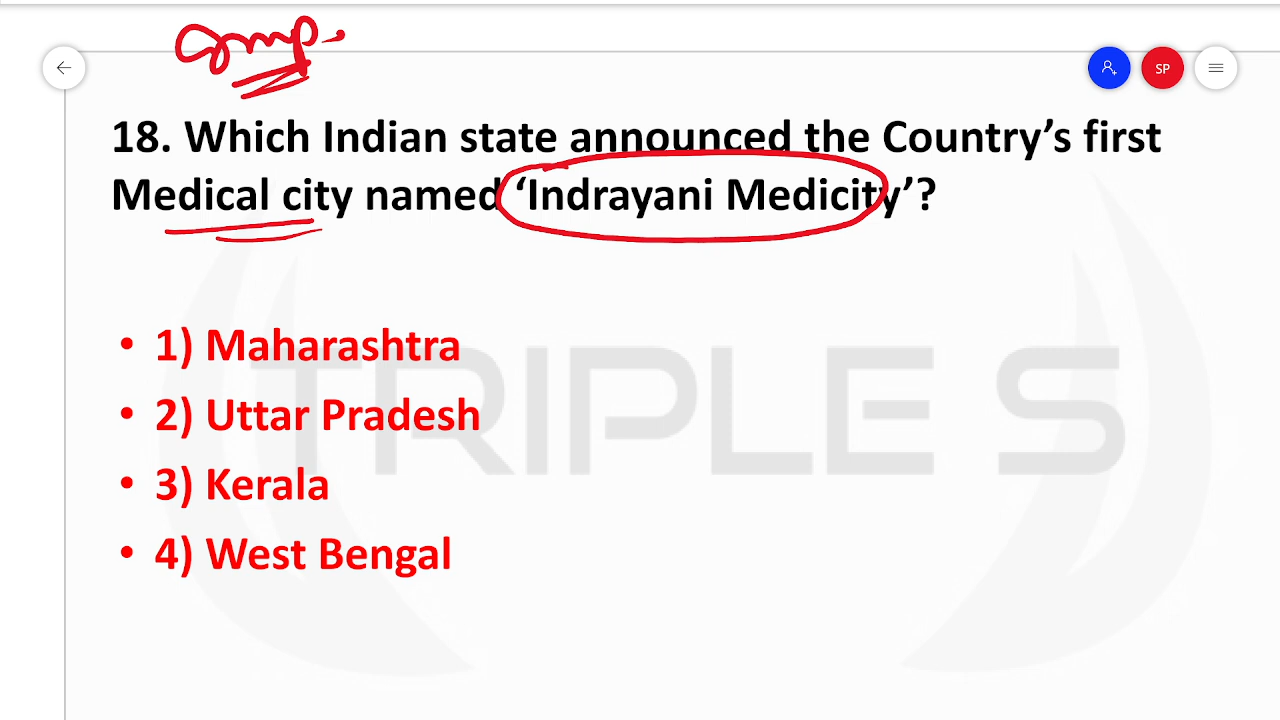 Imp.
SP
18. Which Indian state announced the Country’s first
Medical city named ‘Indrayani Medicity’?
• 1) Maharashtra
• 2) Uttar Pradesh
• 3) Kerala
• 4) West Bengal
TRIPLE S